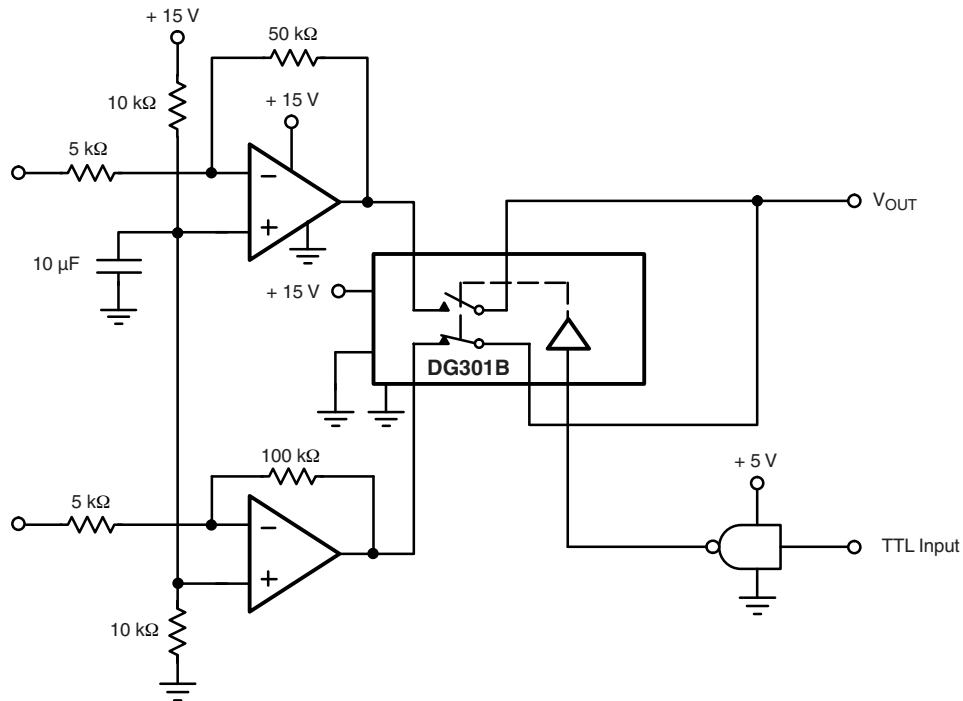 + 15 V
50 kΩ
10 kΩ
+ 15 V
5 kΩ
−
+
VOUT
10 µF
+ 15 V
DG301B
100 kΩ
+ 5 V
5 kΩ
−
+
TTL Input
10 kΩ